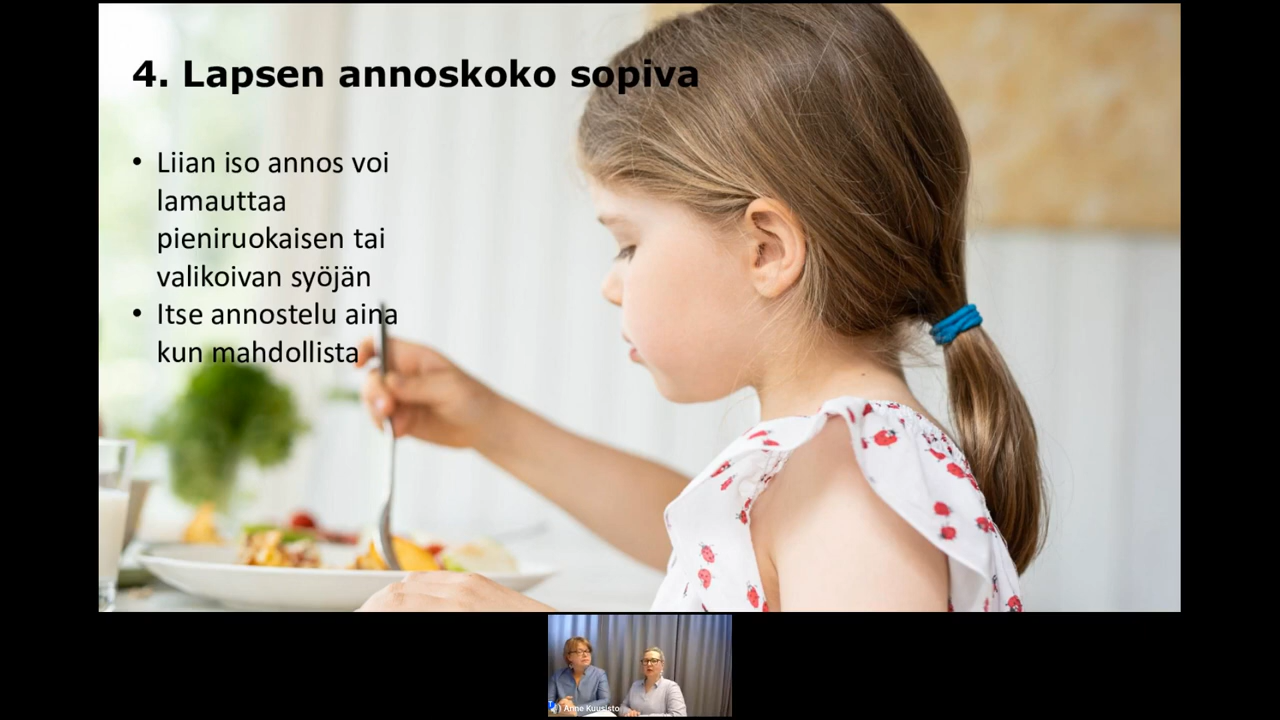 4. Lapsen annoskoko sopiva
• Liian iso annos voi
lamauttaa
pieniruokaisen tai
valikoivan syöjän
• Itse annostelu aina
kun mahdollista
Anne Kuusisto